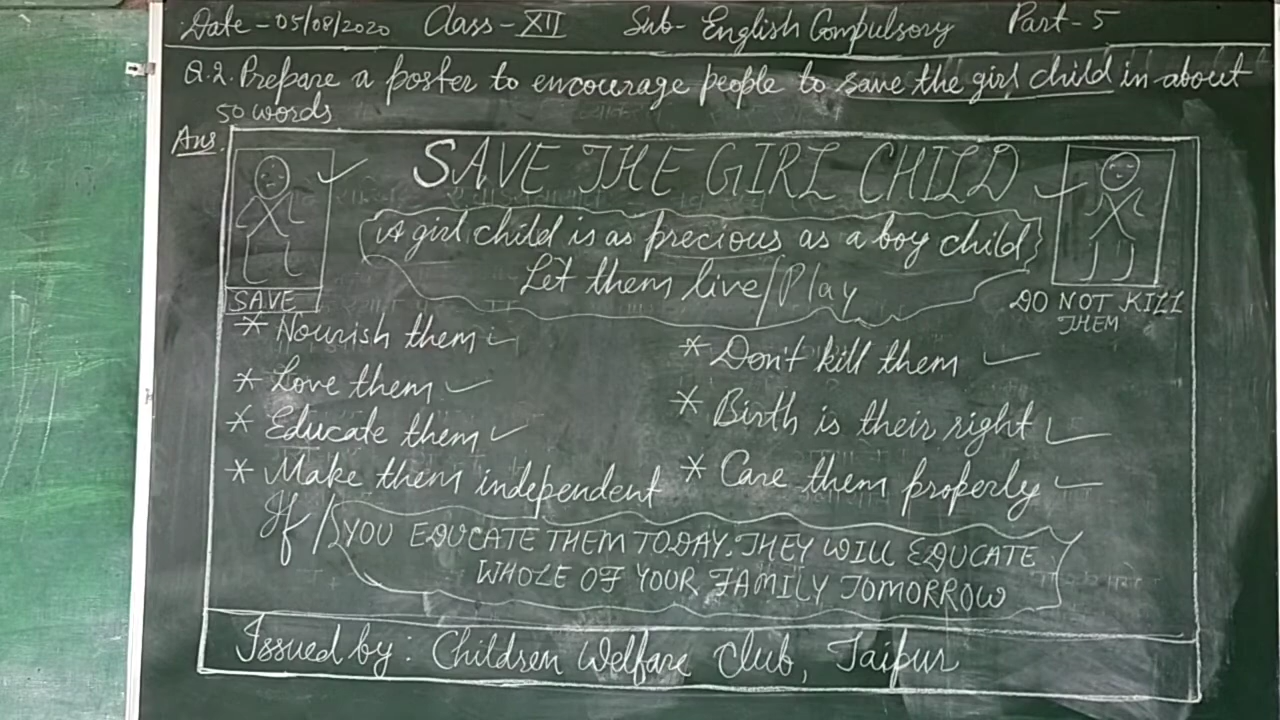 Date - 05/08/2020 Class - XII Sub- English Compulsory Part - 5
Q.2. Prepare a poster to encourage people to save the girl child in about
50 words
Ans.
SAVE THE GIRL CHILD
A girl child is as precious as a boy child
Let them live/Play
SAVE
DO NOT KILL
THEM
* Nourish them
* Love them
* Educate them
* Make them independent
* Don't kill them
* Birth is their right
* Care them properly
If / YOU EDUCATE THEM TODAY. THEY WILL EDUCATE
WHOLE OF YOUR FAMILY TOMORROW
Issued by: Children Welfare Club, Jaipur